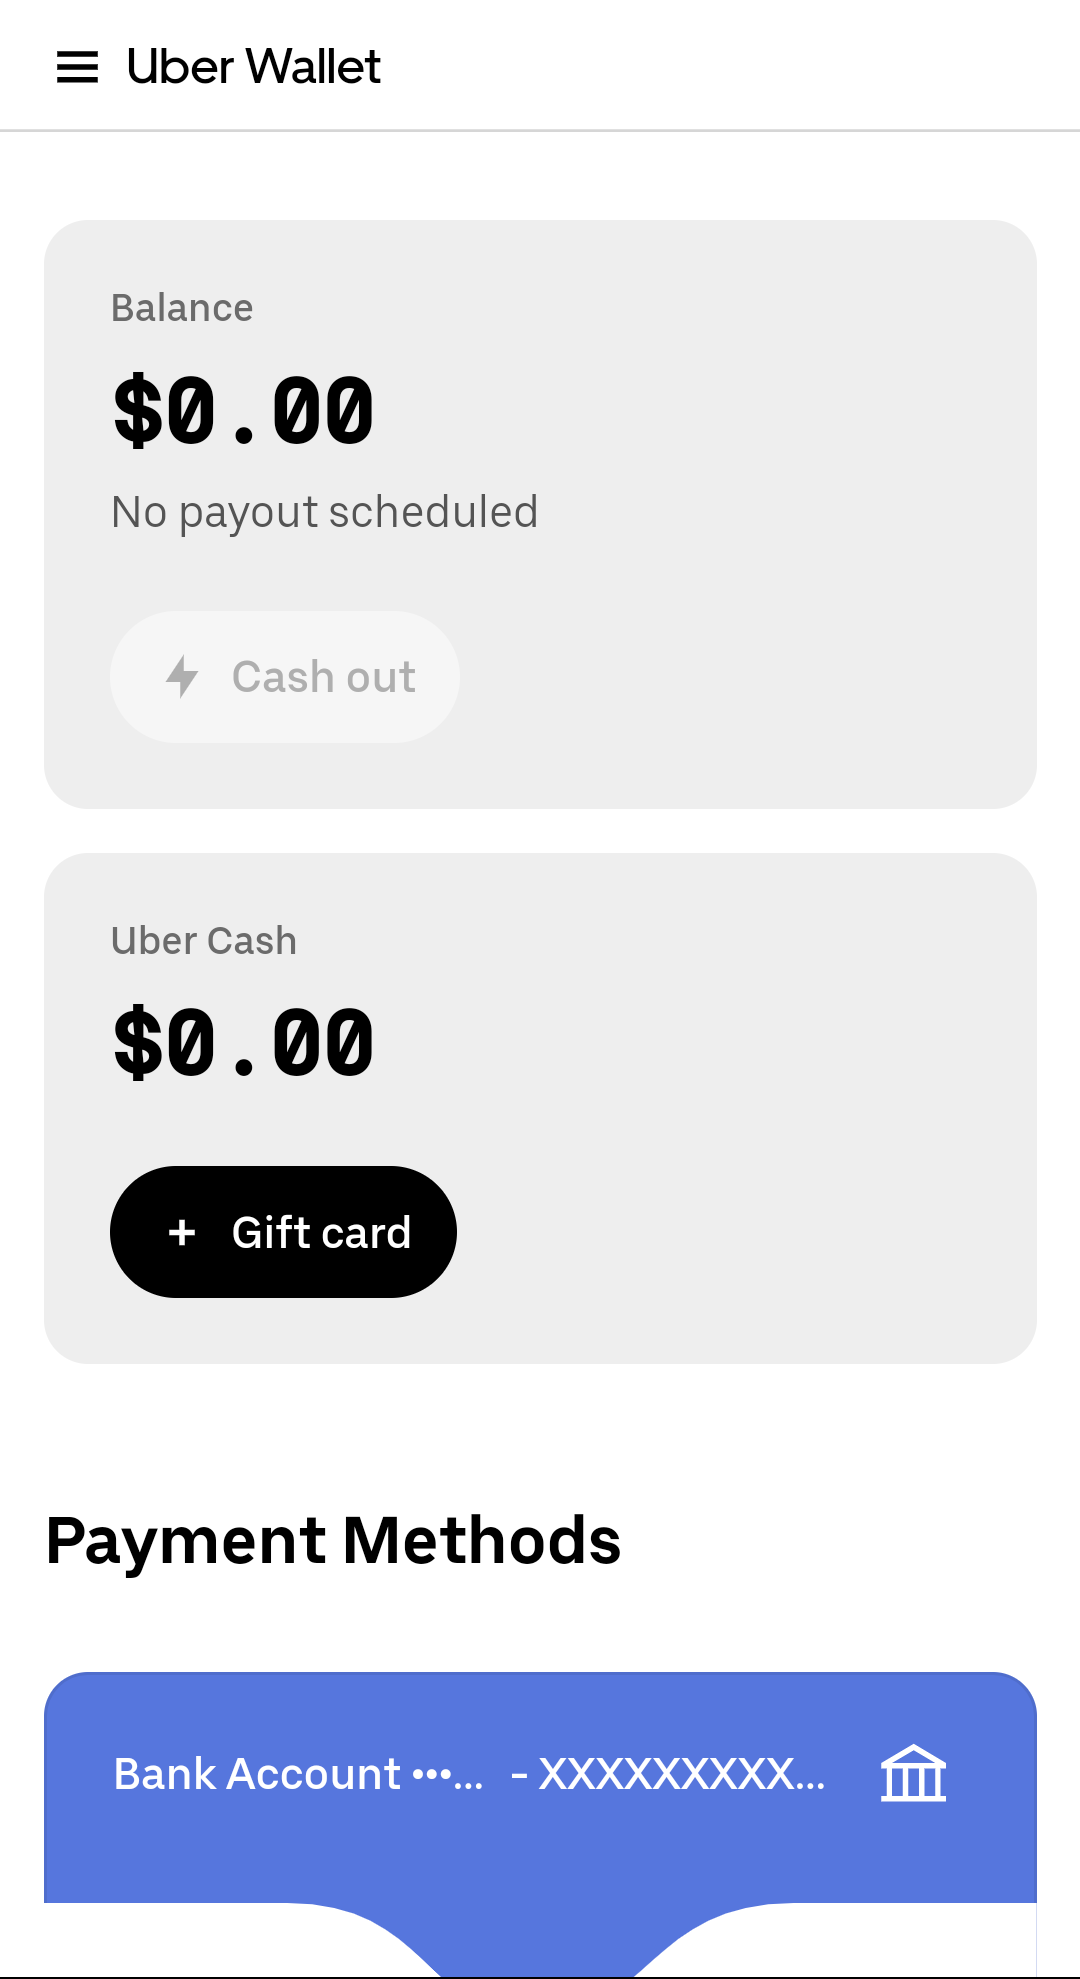 Uber Wallet
Balance
$0.00
No payout scheduled
Cash out
Uber Cash
$0.00
+ Gift card
Payment Methods
Bank Account •••... - XXXXXXXXX...